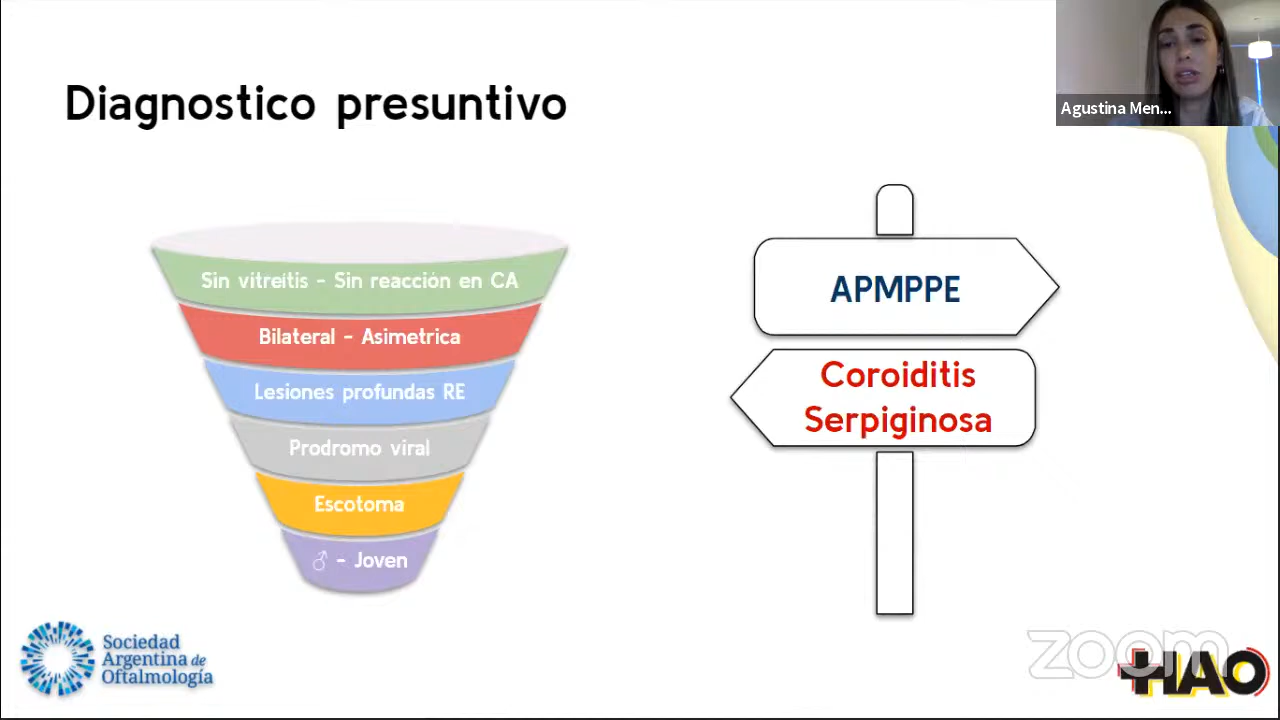 Agustina Men...
Diagnostico presuntivo
Sin vitreitis - Sin reacción en CA
Bilateral - Asimetrica
Lesiones profundas RE
Prodromo viral
Escotoma
♂ - Joven
APMPPE
Coroiditis
Serpiginosa
Sociedad
Argentina de
Oftalmología
zoom
HAO